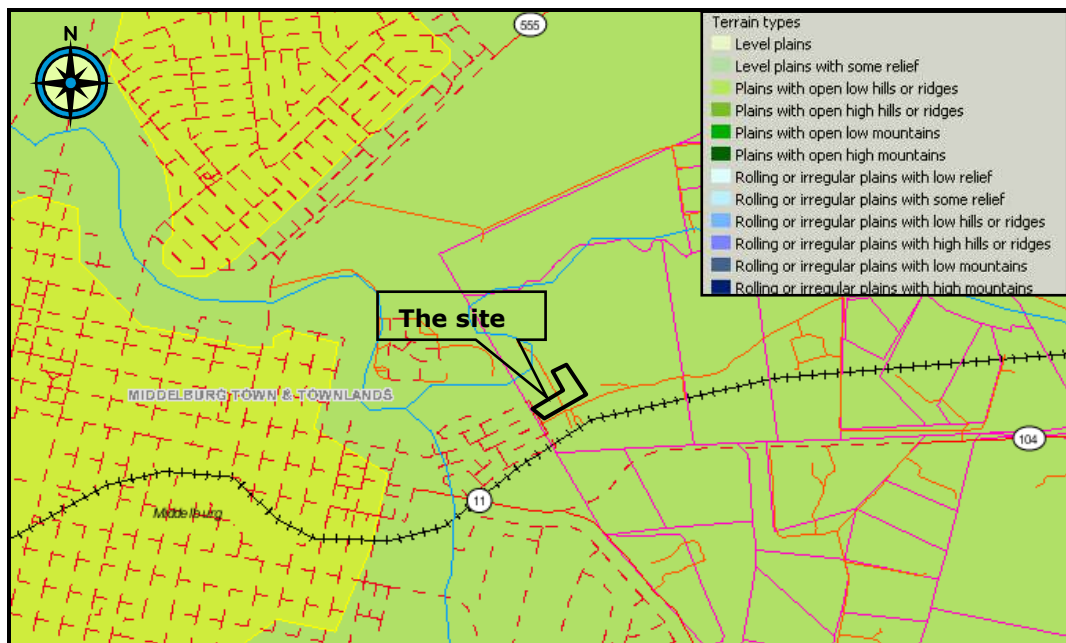 N
555
Terrain types
Level plains
Level plains with some relief
Plains with open low hills or ridges
Plains with open high hills or ridges
Plains with open low mountains
Plains with open high mountains
Rolling or irregular plains with low relief
Rolling or irregular plains with some relief
Rolling or irregular plains with low hills or ridges
Rolling or irregular plains with high hills or ridges
Rolling or irregular plains with low mountains
Rolling or irregular plains with high mountains
The site
MIDDELBURG TOWN & TOWNLANDS
104
11
Middelburg